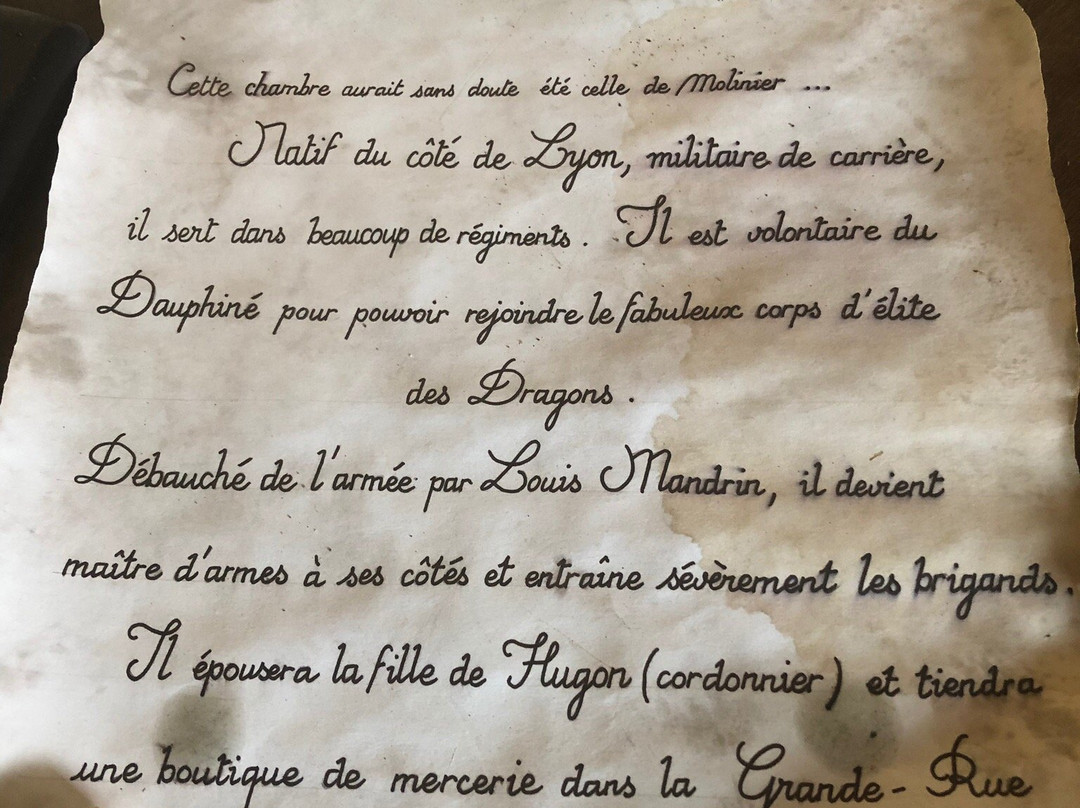 Cette chambre aurait sans doute été celle de Molinier ...
Natif du côté de Lyon, militaire de carrière,
il sert dans beaucoup de régiments. Il est volontaire du
Dauphiné pour pouvoir rejoindre le fabuleux corps d'élite
des Dragons.
Débauché de l'armée par Louis Mandrin, il devient
maître d'armes à ses côtés et entraîne sévèrement les brigands.
Il épousera la fille de Hugon (cordonnier) et tiendra
une boutique de mercerie dans la Grande-Rue